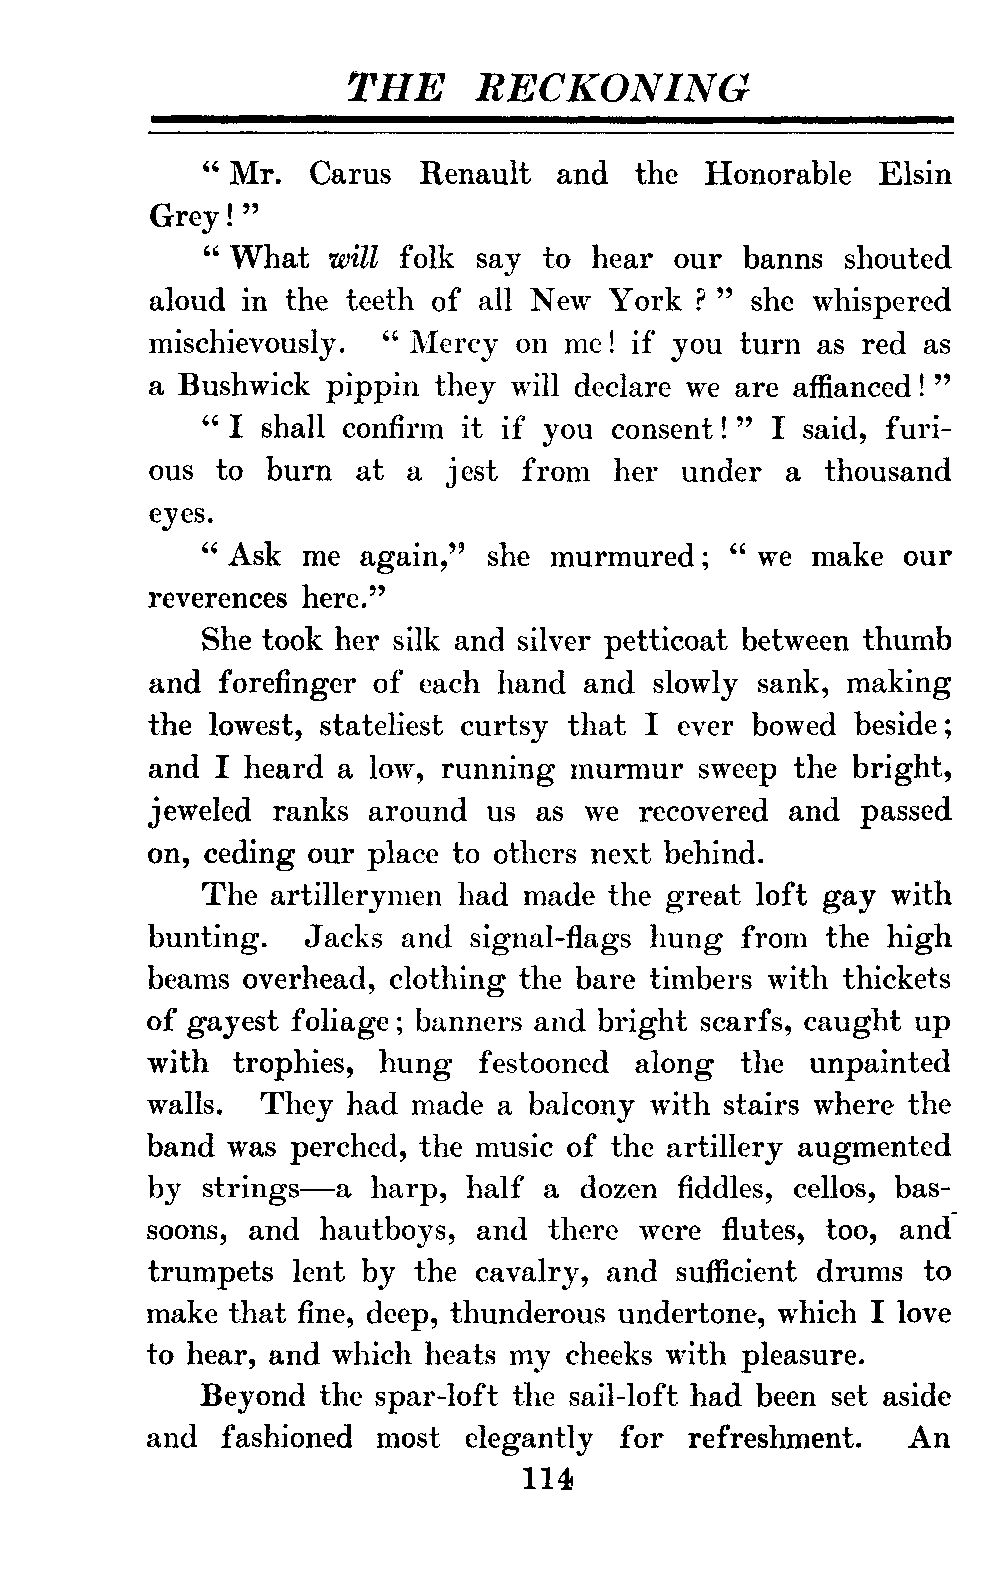 THE RECKONING
“ Mr. Carus Renault and the Honorable Elsin
Grey ! ”
“ What will folk say to hear our banns shouted
aloud in the teeth of all New York ? ” she whispered
mischievously. “ Mercy on me! if you turn as red as
a Bushwick pippin they will declare we are affianced ! ”
“ I shall confirm it if you consent ! ” I said, furi-
ous to burn at a jest from her under a thousand
eyes.
“ Ask me again,” she murmured ; “ we make our
reverences here.”
She took her silk and silver petticoat between thumb
and forefinger of each hand and slowly sank, making
the lowest, stateliest curtsy that I ever bowed beside ;
and I heard a low, running murmur sweep the bright,
jeweled ranks around us as we recovered and passed
on, ceding our place to others next behind.
The artillerymen had made the great loft gay with
bunting. Jacks and signal-flags hung from the high
beams overhead, clothing the bare timbers with thickets
of gayest foliage ; banners and bright scarfs, caught up
with trophies, hung festooned along the unpainted
walls. They had made a balcony with stairs where the
band was perched, the music of the artillery augmented
by strings—a harp, half a dozen fiddles, cellos, bas-
soons, and hautboys, and there were flutes, too, and
trumpets lent by the cavalry, and sufficient drums to
make that fine, deep, thunderous undertone, which I love
to hear, and which heats my cheeks with pleasure.
Beyond the spar-loft the sail-loft had been set aside
and fashioned most elegantly for refreshment. An
114